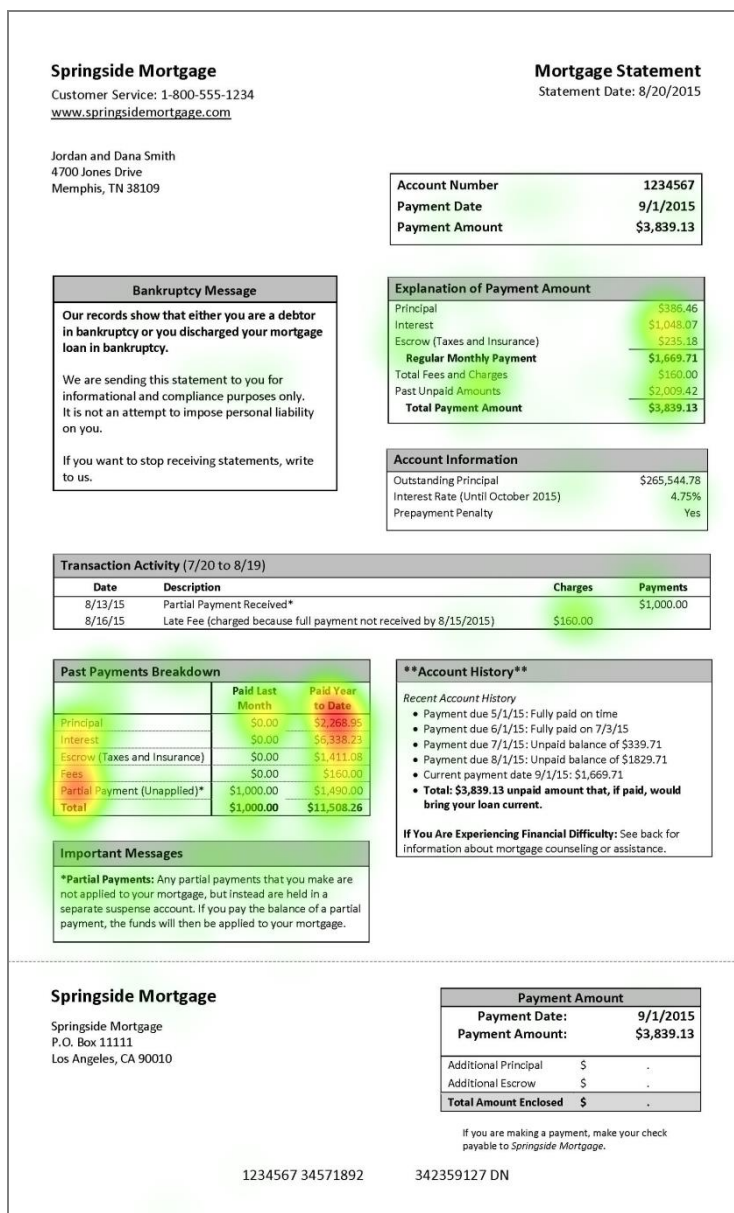 Springside Mortgage
Customer Service: 1-800-555-1234
www.springsidemortgage.com
Mortgage Statement
Statement Date: 8/20/2015
Jordan and Dana Smith
4700 Jones Drive
Memphis, TN 38109
Account Number 1234567
Payment Date 9/1/2015
Payment Amount $3,839.13
Bankruptcy Message
Our records show that either you are a debtor
in bankruptcy or you discharged your mortgage
loan in bankruptcy.
We are sending this statement to you for
informational and compliance purposes only.
It is not an attempt to impose personal liability
on you.
If you want to stop receiving statements, write
to us.
Explanation of Payment Amount
Principal $386.46
Interest $1,048.07
Escrow (Taxes and Insurance) $235.18
Regular Monthly Payment $1,669.71
Total Fees and Charges $160.00
Past Unpaid Amounts $2,009.42
Total Payment Amount $3,839.13
Account Information
Outstanding Principal $265,544.78
Interest Rate (Until October 2015) 4.75%
Prepayment Penalty Yes
Transaction Activity (7/20 to 8/19)
Date Description Charges Payments
8/13/15 Partial Payment Received* $1,000.00
8/16/15 Late Fee (charged because full payment not received by 8/15/2015) $160.00
Past Payments Breakdown
Paid Last Month Paid Year to Date
Principal $0.00 $2,268.95
Interest $0.00 $6,338.23
Escrow (Taxes and Insurance) $0.00 $1,411.08
Fees $0.00 $160.00
Partial Payment (Unapplied)* $1,000.00 $1,490.00
Total $1,000.00 $11,508.26
**Account History**
Recent Account History
• Payment due 5/1/15: Fully paid on time
• Payment due 6/1/15: Fully paid on 7/3/15
• Payment due 7/1/15: Unpaid balance of $339.71
• Payment due 8/1/15: Unpaid balance of $1829.71
• Current payment date 9/1/15: $1,669.71
• Total: $3,839.13 unpaid amount that, if paid, would
bring your loan current.
If You Are Experiencing Financial Difficulty: See back for
information about mortgage counseling or assistance.
Important Messages
*Partial Payments: Any partial payments that you make are
not applied to your mortgage, but instead are held in a
separate suspense account. If you pay the balance of a partial
payment, the funds will then be applied to your mortgage.
Springside Mortgage
Springside Mortgage
P.O. Box 11111
Los Angeles, CA 90010
Payment Amount
Payment Date: 9/1/2015
Payment Amount: $3,839.13
Additional Principal $ .
Additional Escrow $ .
Total Amount Enclosed $ .
If you are making a payment, make your check
payable to Springside Mortgage.
1234567 34571892 342359127 DN